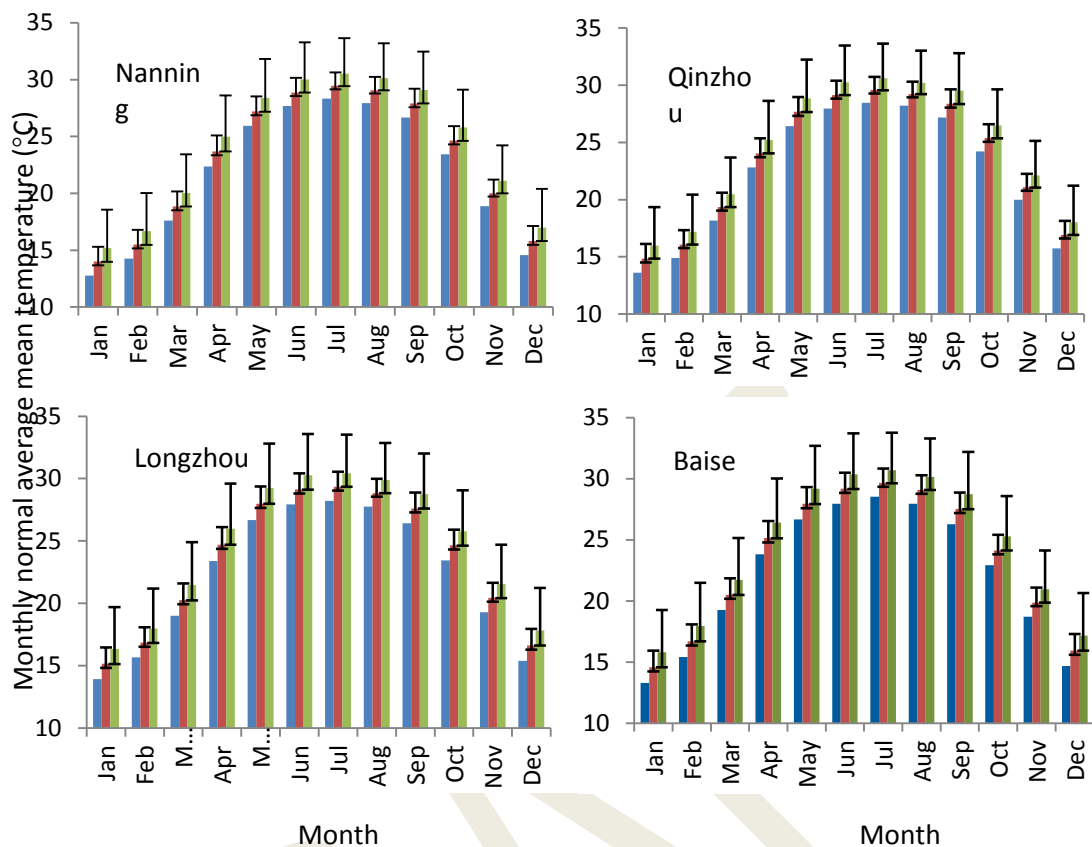 Monthly normal average mean temperature (°C)
35
30
25
20
15
10
Nannin
g
Jan
Feb
Mar
Apr
May
Jun
Jul
Aug
Sep
Oct
Nov
Dec
35
30
25
20
15
10
Qinzho
u
Jan
Feb
Mar
Apr
May
Jun
Jul
Aug
Sep
Oct
Nov
Dec
35
30
25
20
15
10
Longzhou
Jan
Feb
M...
Apr
M...
Jun
Jul
Aug
Sep
Oct
Nov
Dec
Month
35
30
25
20
15
10
Baise
Jan
Feb
Mar
Apr
May
Jun
Jul
Aug
Sep
Oct
Nov
Dec
Month